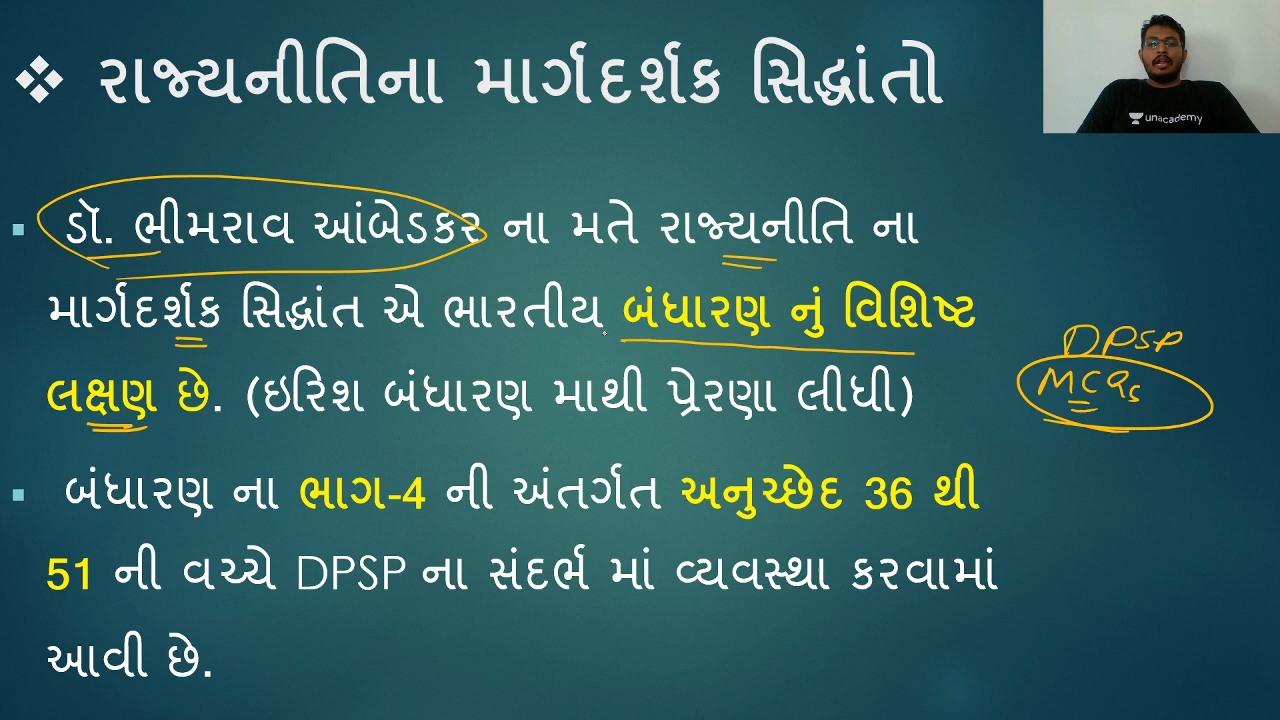 ❖ રાજ્યનીતિના માર્ગદર્શક સિદ્ધાંતો
unacademy
▪ ડૉ. ભીમરાવ આંબેડકર ના મતે રાજ્યનીતિ ના
માર્ગદર્શક સિદ્ધાંત એ ભારતીય બંધારણ નું વિશિષ્ટ
લક્ષણ છે. (ઇરિશ બંધારણ માથી પ્રેરણા લીધી)
DPSP
MCQs
▪ બંધારણ ના ભાગ-4 ની અંતર્ગત અનુચ્છેદ 36 થી
51 ની વચ્ચે DPSP ના સંદર્ભ માં વ્યવસ્થા કરવામાં
આવી છે.